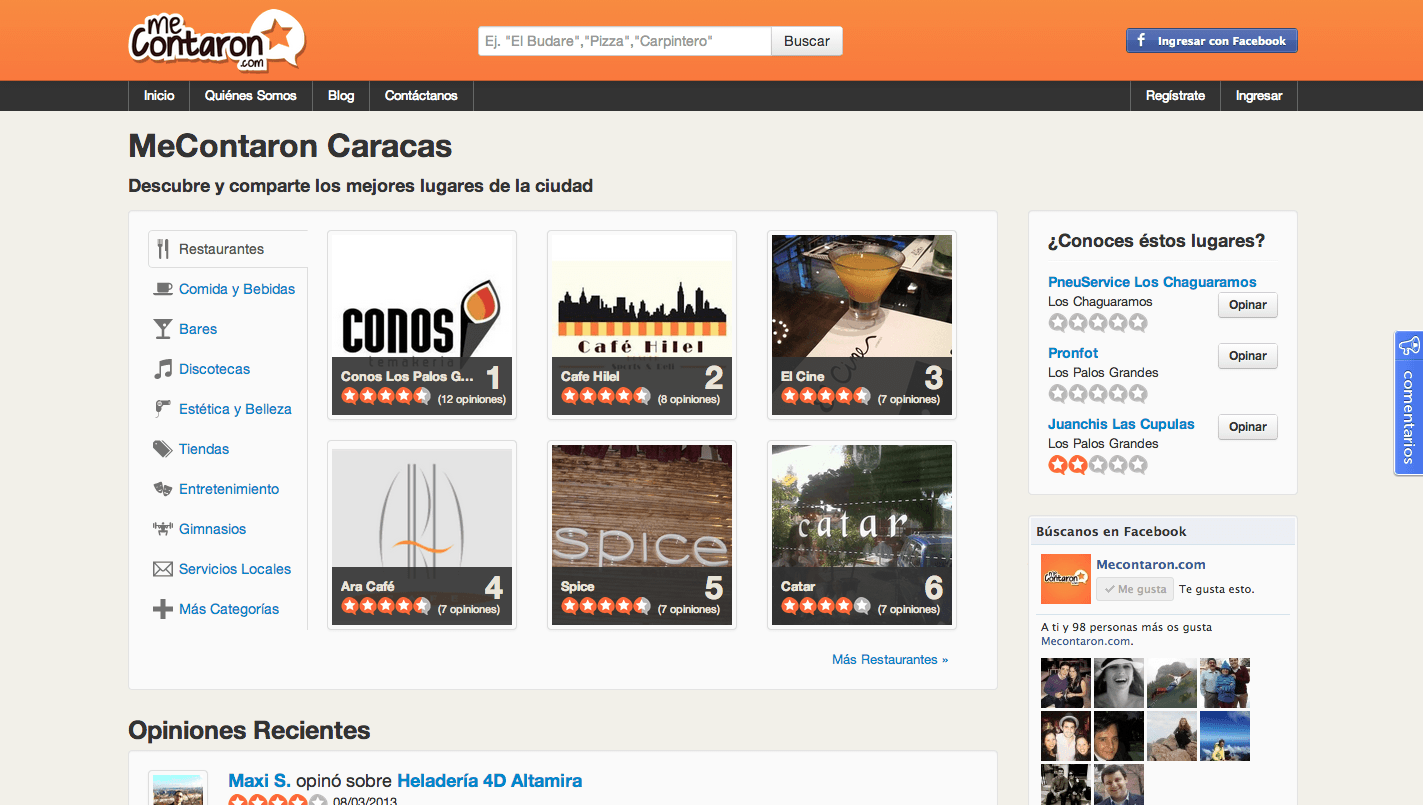 me
Contaron
.com
Ej. "El Budare","Pizza","Carpintero"
Buscar
Ingresar con Facebook
Inicio
Quiénes Somos
Blog
Contáctanos
Regístrate
Ingresar
MeContaron Caracas
Descubre y comparte los mejores lugares de la ciudad
Restaurantes
Comida y Bebidas
Bares
Discotecas
Estética y Belleza
Tiendas
Entretenimiento
Gimnasios
Servicios Locales
Más Categorías
CONOS
temakeria
Conos Los Palos G...
1
(12 opiniones)
Café Hilel
Cafe Hilel
2
(8 opiniones)
El Cine
3
(7 opiniones)
Ara Café
4
(7 opiniones)
spice
Spice
5
(7 opiniones)
catar
Catar
6
(7 opiniones)
Más Restaurantes »
¿Conoces éstos lugares?
PneuService Los Chaguaramos
Los Chaguaramos
Opinar
Pronfot
Los Palos Grandes
Opinar
Juanchis Las Cupulas
Los Palos Grandes
Opinar
comentarios
Búscanos en Facebook
me
Contaron
Mecontaron.com
Me gusta
Te gusta esto.
A ti y 98 personas más os gusta
Mecontaron.com.
Opiniones Recientes
Maxi S. opinó sobre Heladería 4D Altamira
08/03/2013